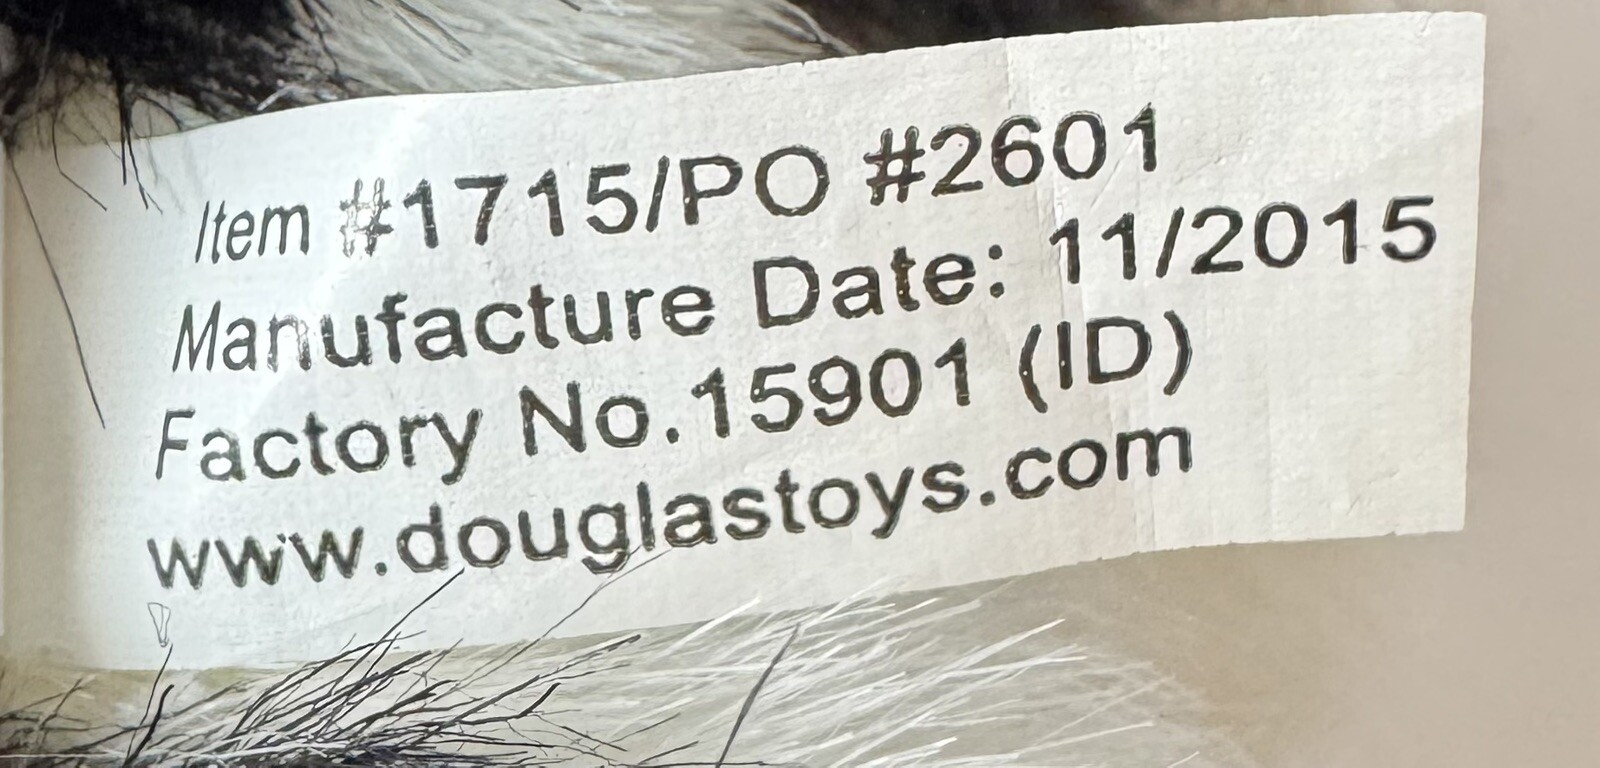 Item #1715/PO #2601
Manufacture Date: 11/2015
Factory No.15901 (ID)
www.douglastoys.com